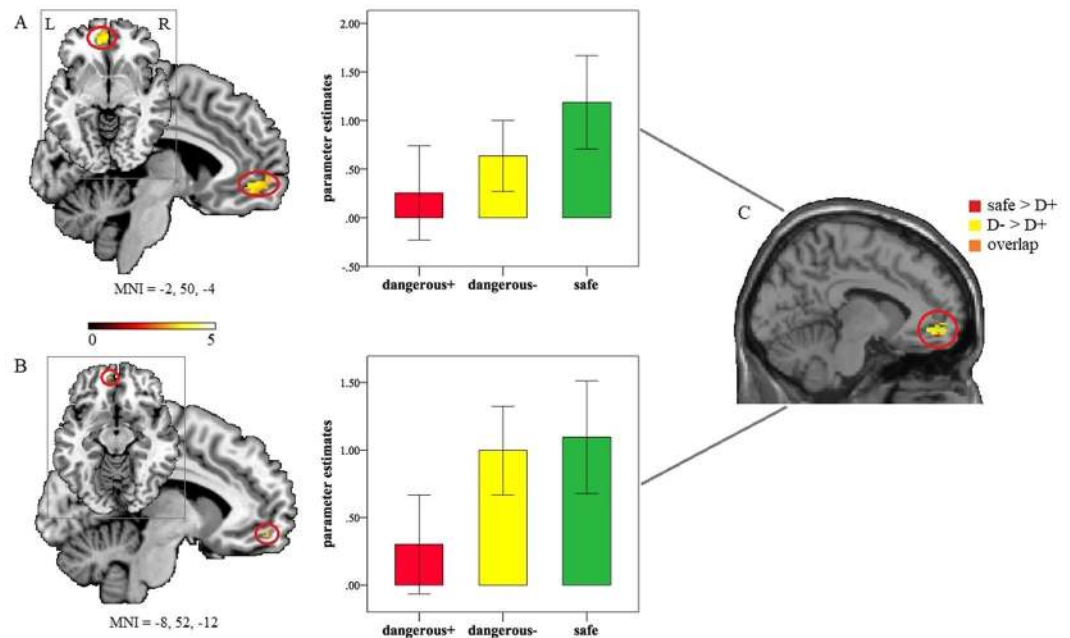 A
L R
MNI = -2, 50, -4
0 5
parameter estimates
2.00
1.50
1.00
.50
.00
-.50
dangerous+ dangerous- safe
B
MNI = -8, 52, -12
parameter estimates
1.50
1.00
.50
.00
dangerous+ dangerous- safe
C
safe > D+
D- > D+
overlap